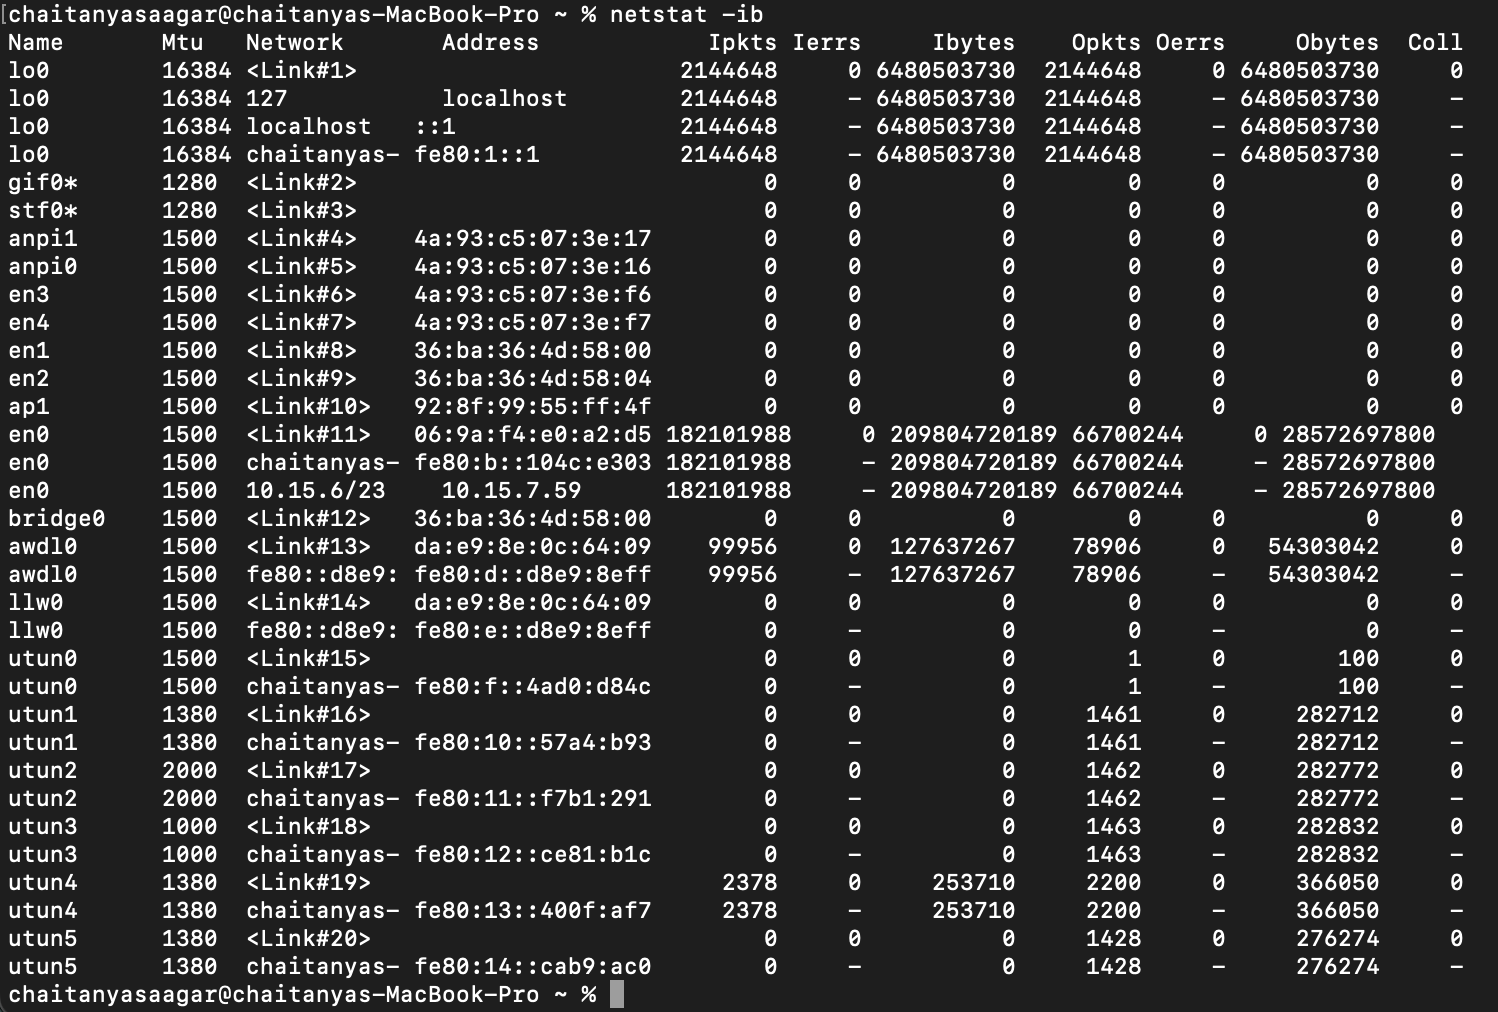 [chaitanyasaagar@chaitanyas-MacBook-Pro ~ % netstat -ib
Name Mtu Network Address Ipkts Ierrs Ibytes Opkts Oerrs Obytes Coll
lo0 16384 <Link#1> 2144648 0 6480503730 2144648 0 6480503730 0
lo0 16384 127 localhost 2144648 - 6480503730 2144648 - 6480503730 -
lo0 16384 localhost ::1 2144648 - 6480503730 2144648 - 6480503730 -
lo0 16384 chaitanyas- fe80:1::1 2144648 - 6480503730 2144648 - 6480503730 -
gif0* 1280 <Link#2> 0 0 0 0 0 0 0
stf0* 1280 <Link#3> 0 0 0 0 0 0 0
anpi1 1500 <Link#4> 4a:93:c5:07:3e:17 0 0 0 0 0 0 0
anpi0 1500 <Link#5> 4a:93:c5:07:3e:16 0 0 0 0 0 0 0
en3 1500 <Link#6> 4a:93:c5:07:3e:f6 0 0 0 0 0 0 0
en4 1500 <Link#7> 4a:93:c5:07:3e:f7 0 0 0 0 0 0 0
en1 1500 <Link#8> 36:ba:36:4d:58:00 0 0 0 0 0 0 0
en2 1500 <Link#9> 36:ba:36:4d:58:04 0 0 0 0 0 0 0
ap1 1500 <Link#10> 92:8f:99:55:ff:4f 0 0 0 0 0 0 0
en0 1500 <Link#11> 06:9a:f4:e0:a2:d5 182101988 0 209804720189 66700244 0 28572697800
en0 1500 chaitanyas- fe80:b::104c:e303 182101988 - 209804720189 66700244 - 28572697800
en0 1500 10.15.6/23 10.15.7.59 182101988 - 209804720189 66700244 - 28572697800
bridge0 1500 <Link#12> 36:ba:36:4d:58:00 0 0 0 0 0 0 0
awdl0 1500 <Link#13> da:e9:8e:0c:64:09 99956 0 127637267 78906 0 54303042 0
awdl0 1500 fe80::d8e9: fe80:d::d8e9:8eff 99956 - 127637267 78906 - 54303042 -
llw0 1500 <Link#14> da:e9:8e:0c:64:09 0 0 0 0 0 0 0
llw0 1500 fe80::d8e9: fe80:e::d8e9:8eff 0 - 0 0 - 0 -
utun0 1500 <Link#15> 0 0 0 1 0 100 0
utun0 1500 chaitanyas- fe80:f::4ad0:d84c 0 - 0 1 - 100 -
utun1 1380 <Link#16> 0 0 0 1461 0 282712 0
utun1 1380 chaitanyas- fe80:10::57a4:b93 0 - 0 1461 - 282712 -
utun2 2000 <Link#17> 0 0 0 1462 0 282772 0
utun2 2000 chaitanyas- fe80:11::f7b1:291 0 - 0 1462 - 282772 -
utun3 1000 <Link#18> 0 0 0 1463 0 282832 0
utun3 1000 chaitanyas- fe80:12::ce81:b1c 0 - 0 1463 - 282832 -
utun4 1380 <Link#19> 2378 0 253710 2200 0 366050 0
utun4 1380 chaitanyas- fe80:13::400f:af7 2378 - 253710 2200 - 366050 -
utun5 1380 <Link#20> 0 0 0 1428 0 276274 0
utun5 1380 chaitanyas- fe80:14::cab9:ac0 0 - 0 1428 - 276274 -
chaitanyasaagar@chaitanyas-MacBook-Pro ~ %